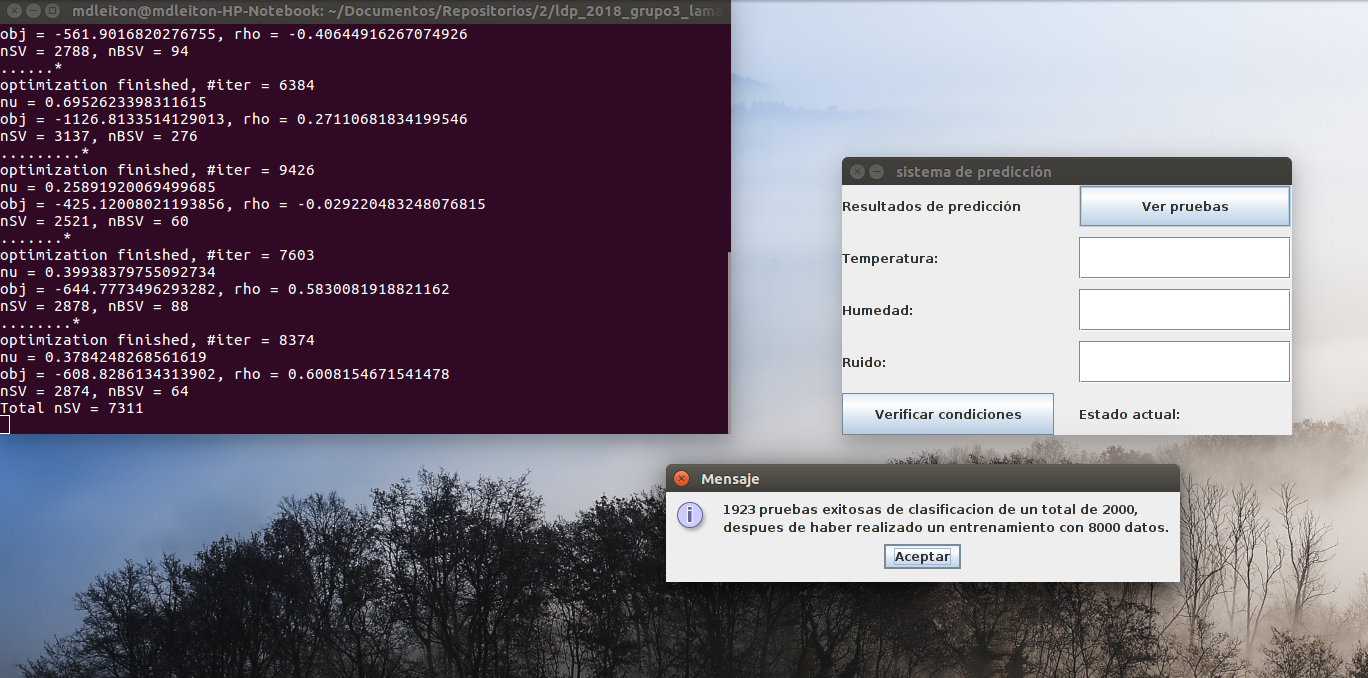 mdleiton@mdleiton-HP-Notebook: ~/Documentos/Repositorios/2/ldp_2018_grupo3_lama
obj = -561.9016820276755, rho = -0.40644916267074926
nSV = 2788, nBSV = 94
......*
optimization finished, #iter = 6384
nu = 0.6952623398311615
obj = -1126.8133514129013, rho = 0.27110681834199546
nSV = 3137, nBSV = 276
.........*
optimization finished, #iter = 9426
nu = 0.25891920069499685
obj = -425.12008021193856, rho = -0.029220483248076815
nSV = 2521, nBSV = 60
.......*
optimization finished, #iter = 7603
nu = 0.39938379755092734
obj = -644.7773496293282, rho = 0.5830081918821162
nSV = 2878, nBSV = 88
........*
optimization finished, #iter = 8374
nu = 0.3784248268561619
obj = -608.8286134313902, rho = 0.6008154671541478
nSV = 2874, nBSV = 64
Total nSV = 7311
sistema de predicción
Resultados de predicción
Ver pruebas
Temperatura:
Humedad:
Ruido:
Verificar condiciones
Estado actual:
Mensaje
1923 pruebas exitosas de clasificacion de un total de 2000,
despues de haber realizado un entrenamiento con 8000 datos.
Aceptar